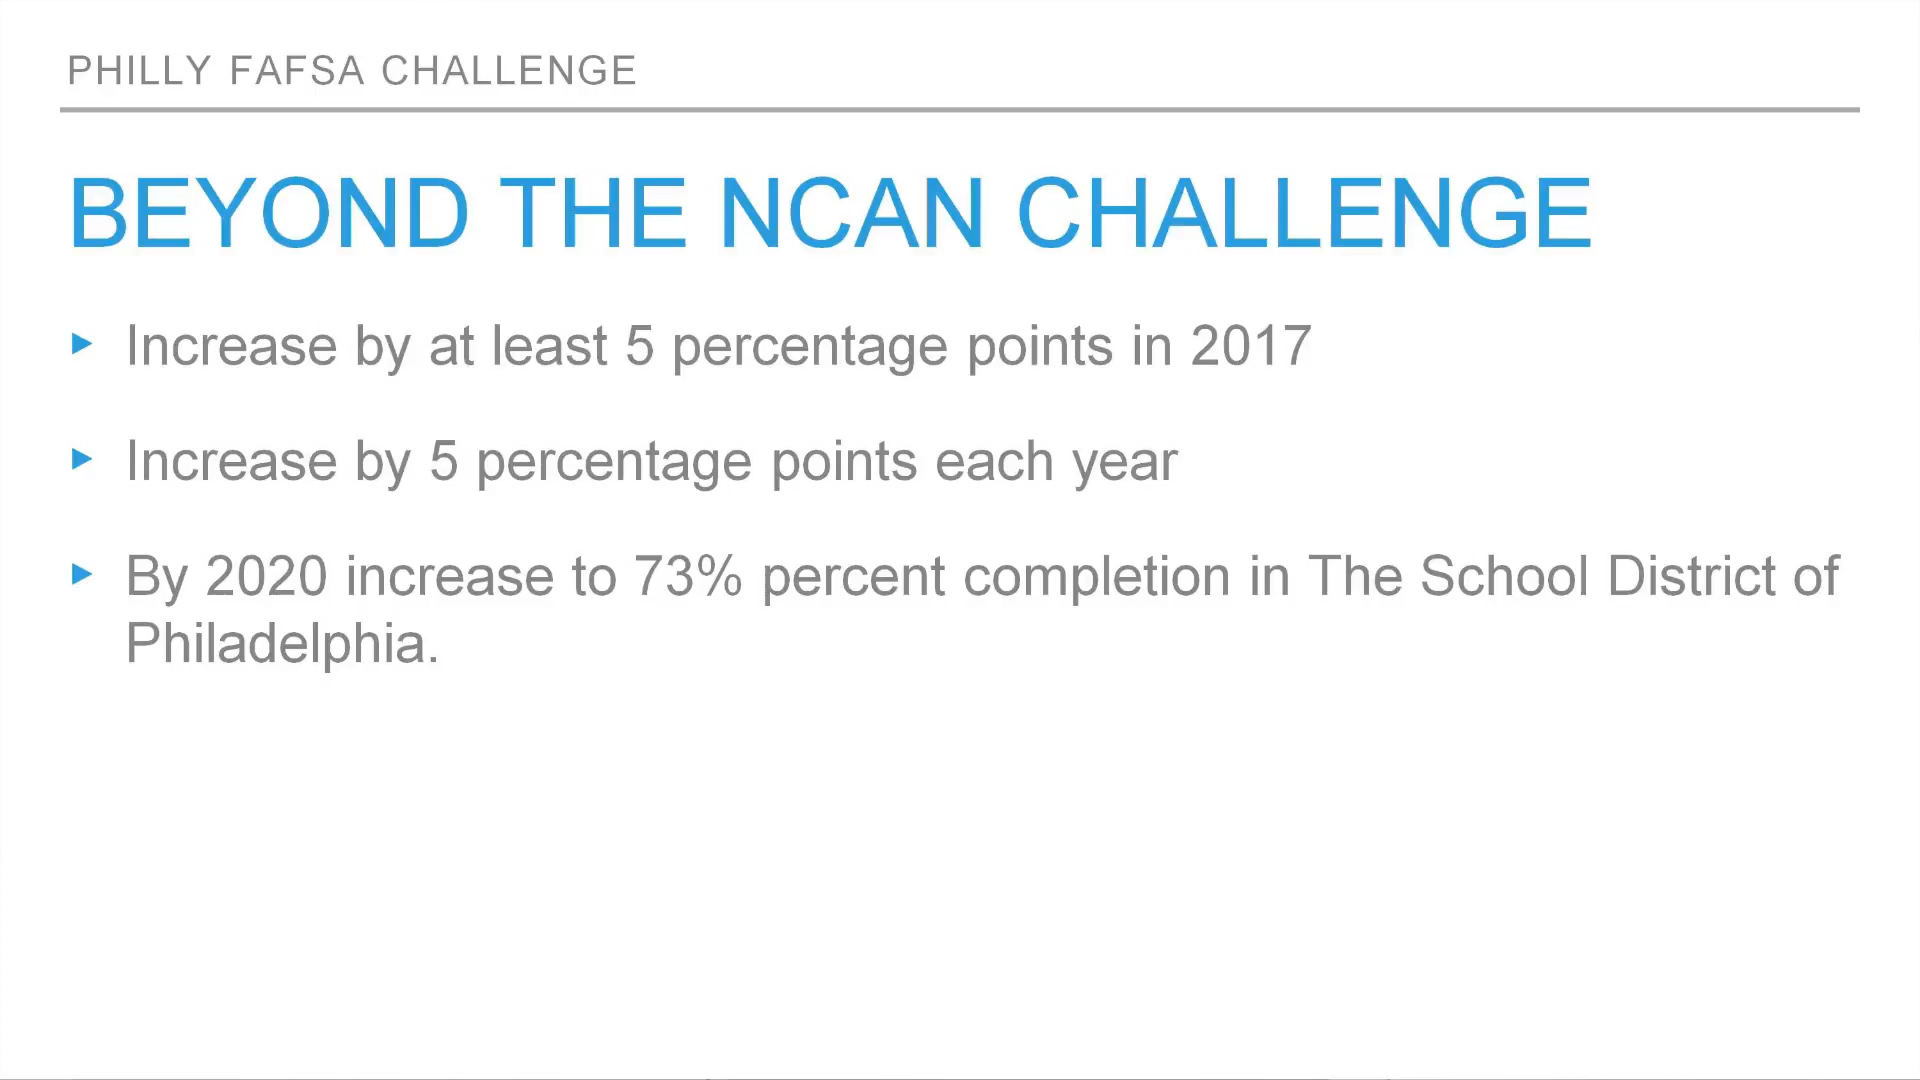 PHILLY FAFSA CHALLENGE
BEYOND THE NCAN CHALLENGE
▸ Increase by at least 5 percentage points in 2017
▸ Increase by 5 percentage points each year
▸ By 2020 increase to 73% percent completion in The School District of
Philadelphia.